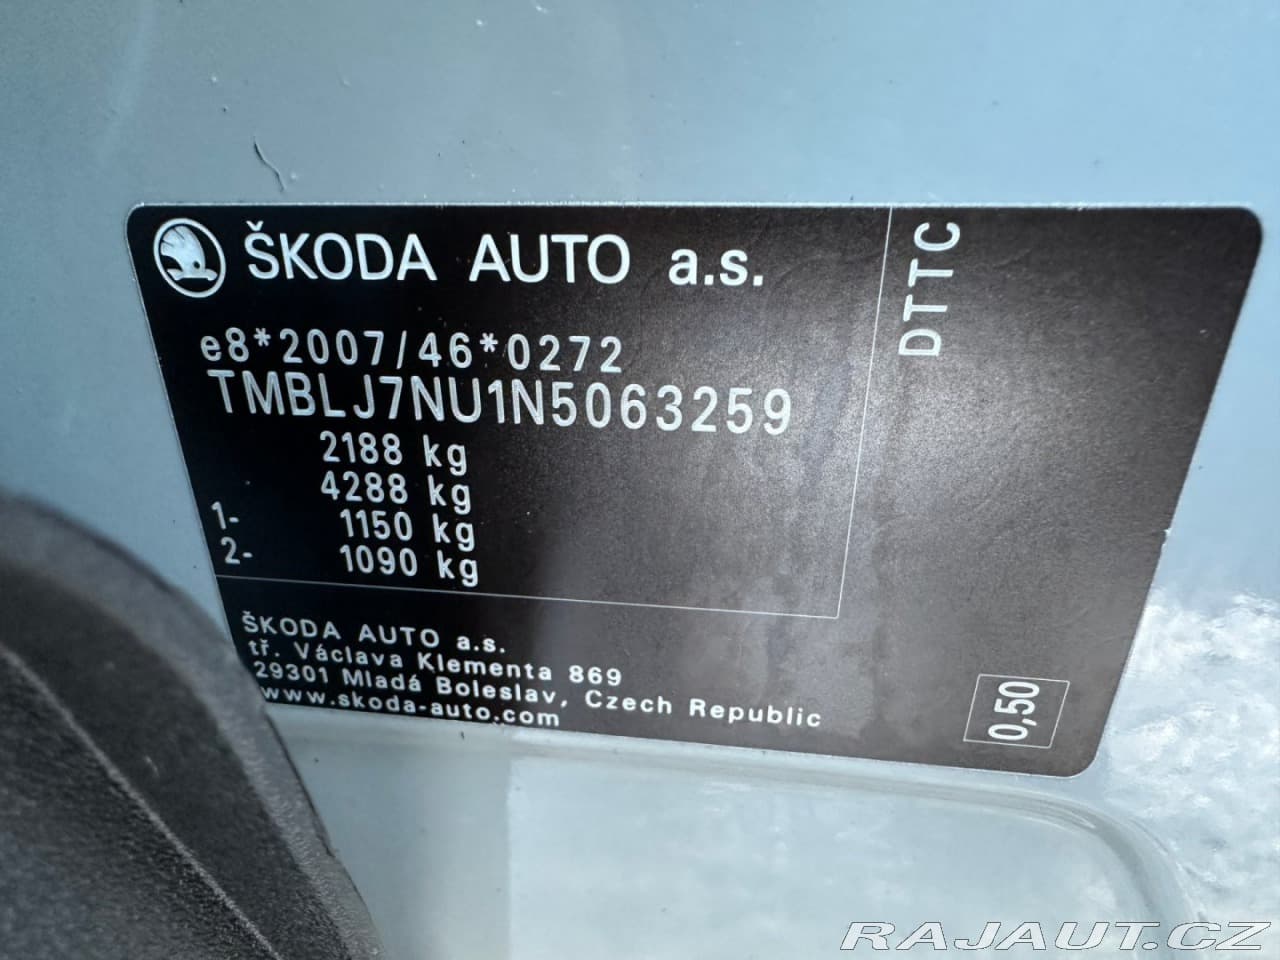 ŠKODA AUTO a.s.
DTTC
e8*2007/46*0272
TMBLJ7NU1N5063259
2188 kg
4288 kg
1- 1150 kg
2- 1090 kg
ŠKODA AUTO a.s.
tř. Václava Klementa 869
29301 Mladá Boleslav, Czech Republic
www.skoda-auto.com
0,50
RAJAUT.CZ